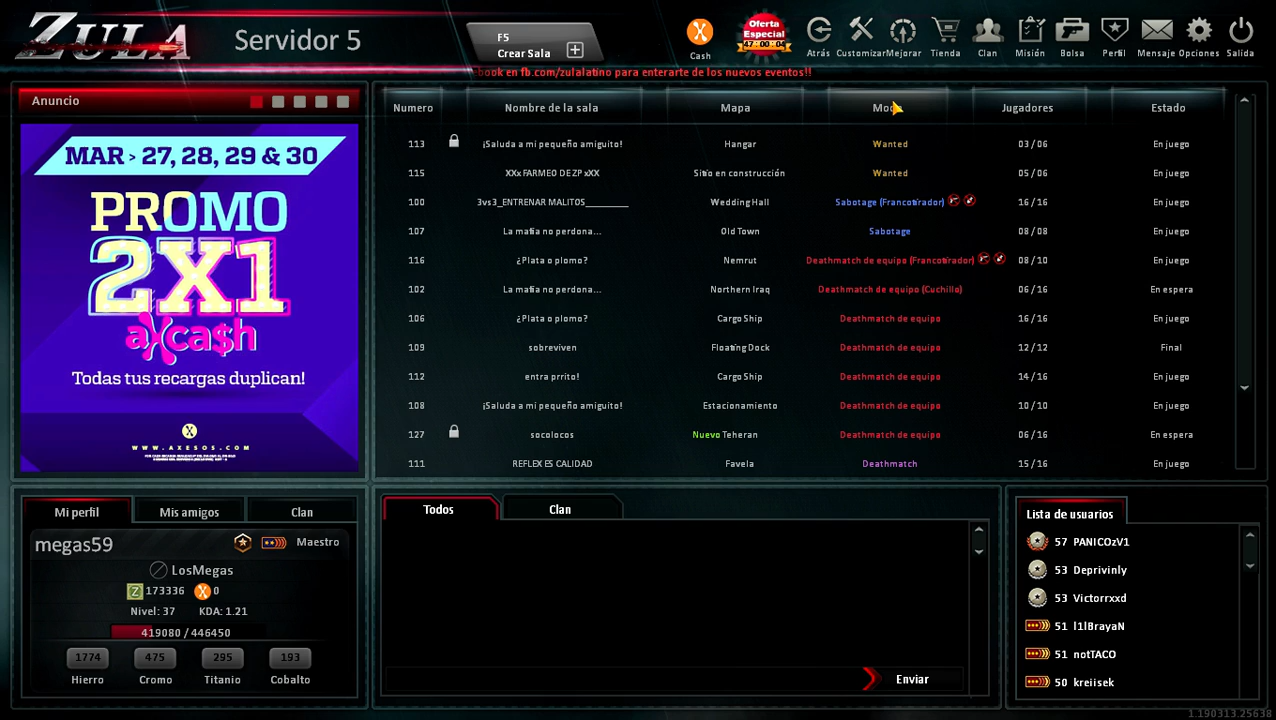 ZULA
Servidor 5
F5
Crear Sala
Cash
Oferta
Especial
47:00:04
Atrás
Customizar
Mejorar
Tienda
Clan
Misión
Bolsa
Perfil
Mensaje
Opciones
Salida
book en fb.com/zulalatino para enterarte de los nuevos eventos!!
Anuncio
MAR > 27, 28, 29 & 30
PROMO
2X1
axcash
Todas tus recargas duplican!
WWW.AXESOS.COM
Numero Nombre de la sala Mapa Modo Jugadores Estado
113 ¡Saluda a mi pequeño amiguito! Hangar Wanted 03/06 En juego
115 XXx FARMEO DE ZP xXX Sitio en construcción Wanted 05/06 En juego
100 3vs3_ENTRENAR MALITOS________ Wedding Hall Sabotage (Francotirador) 16/16 En juego
107 La mafia no perdona... Old Town Sabotage 08/08 En juego
116 ¿Plata o plomo? Nemrut Deathmatch de equipo (Francotirador) 08/10 En juego
102 La mafia no perdona... Northern Iraq Deathmatch de equipo (Cuchillo) 06/16 En espera
106 ¿Plata o plomo? Cargo Ship Deathmatch de equipo 16/16 En juego
109 sobreviven Floating Dock Deathmatch de equipo 12/12 Final
112 entra prrito! Cargo Ship Deathmatch de equipo 14/16 En juego
108 ¡Saluda a mi pequeño amiguito! Estacionamiento Deathmatch de equipo 10/10 En juego
127 socolocos Nuevo Teheran Deathmatch de equipo 06/16 En espera
111 REFLEX ES CALIDAD Favela Deathmatch 15/16 En juego
Mi perfil Mis amigos Clan
megas59 Maestro
LosMegas
Z 173336 X 0
Nivel: 37 KDA: 1.21
419080 / 446450
1774 475 295 193
Hierro Cromo Titanio Cobalto
Todos Clan
Enviar
Lista de usuarios
57 PANICOzV1
53 Deprivinly
53 Victorrxxd
51 l1lBrayaN
51 notTACO
50 kreiisek
1.190313.25638